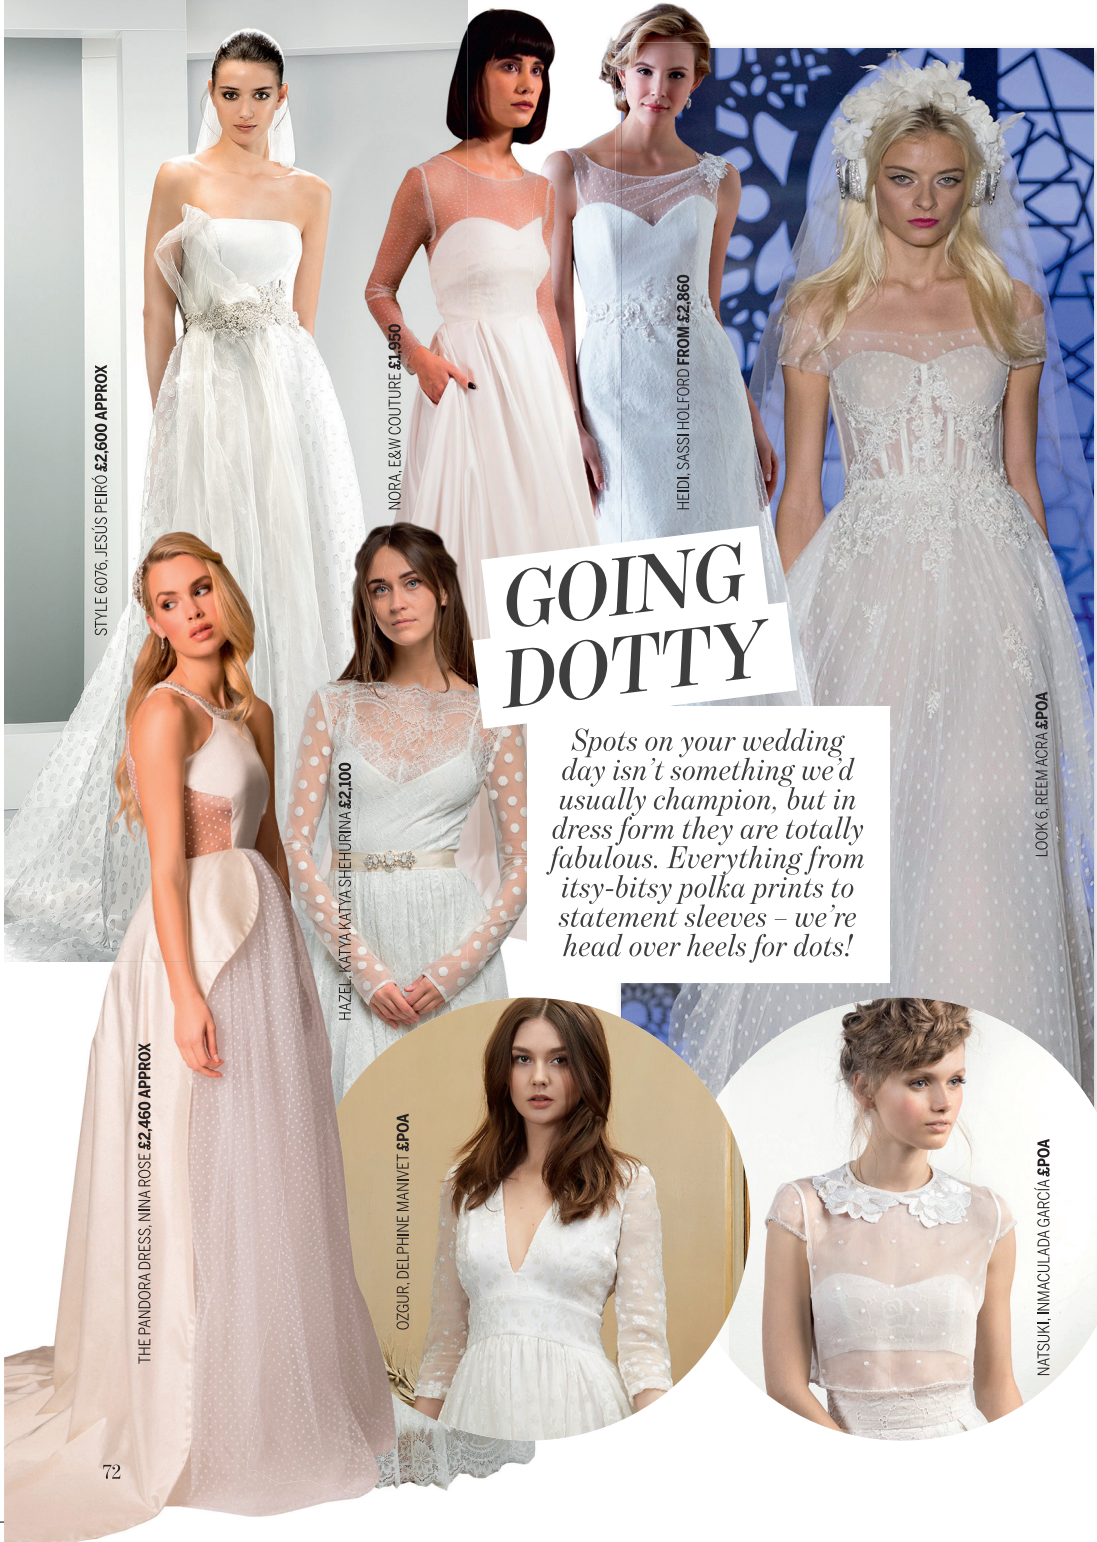 STYLE 6076, JESÚS PEIRÓ £2,600 APPROX
NORA, E&W COUTURE £1,950
HEIDI, SASSI HOLFORD FROM £2,860
GOING
DOTTY
Spots on your wedding
day isn't something we'd
usually champion, but in
dress form they are totally
fabulous. Everything from
itsy-bitsy polka prints to
statement sleeves – we're
head over heels for dots!
LOOK 6, REEM ACRA £POA
HAZEL, KATYA KATYA SHEHURINA £2,100
THE PANDORA DRESS, NINA ROSE £2,460 APPROX
OZGUR, DELPHINE MANIVET £POA
NATSUKI, INMACULADA GARCÍA £POA
72